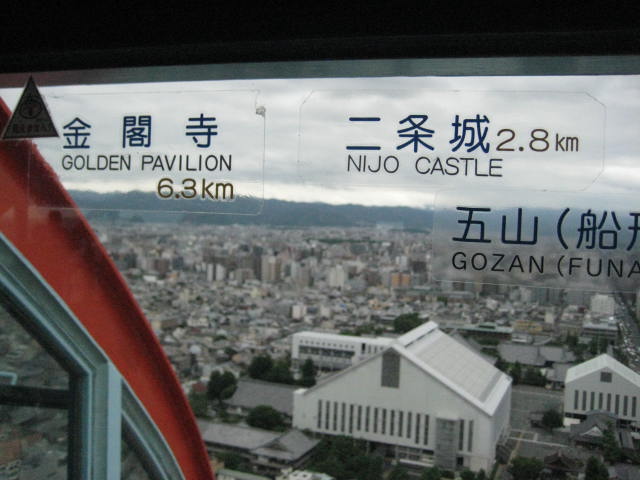 金閣寺
GOLDEN PAVILION
6.3km
二条城 2.8km
NIJO CASTLE
五山(船形
GOZAN (FUNA